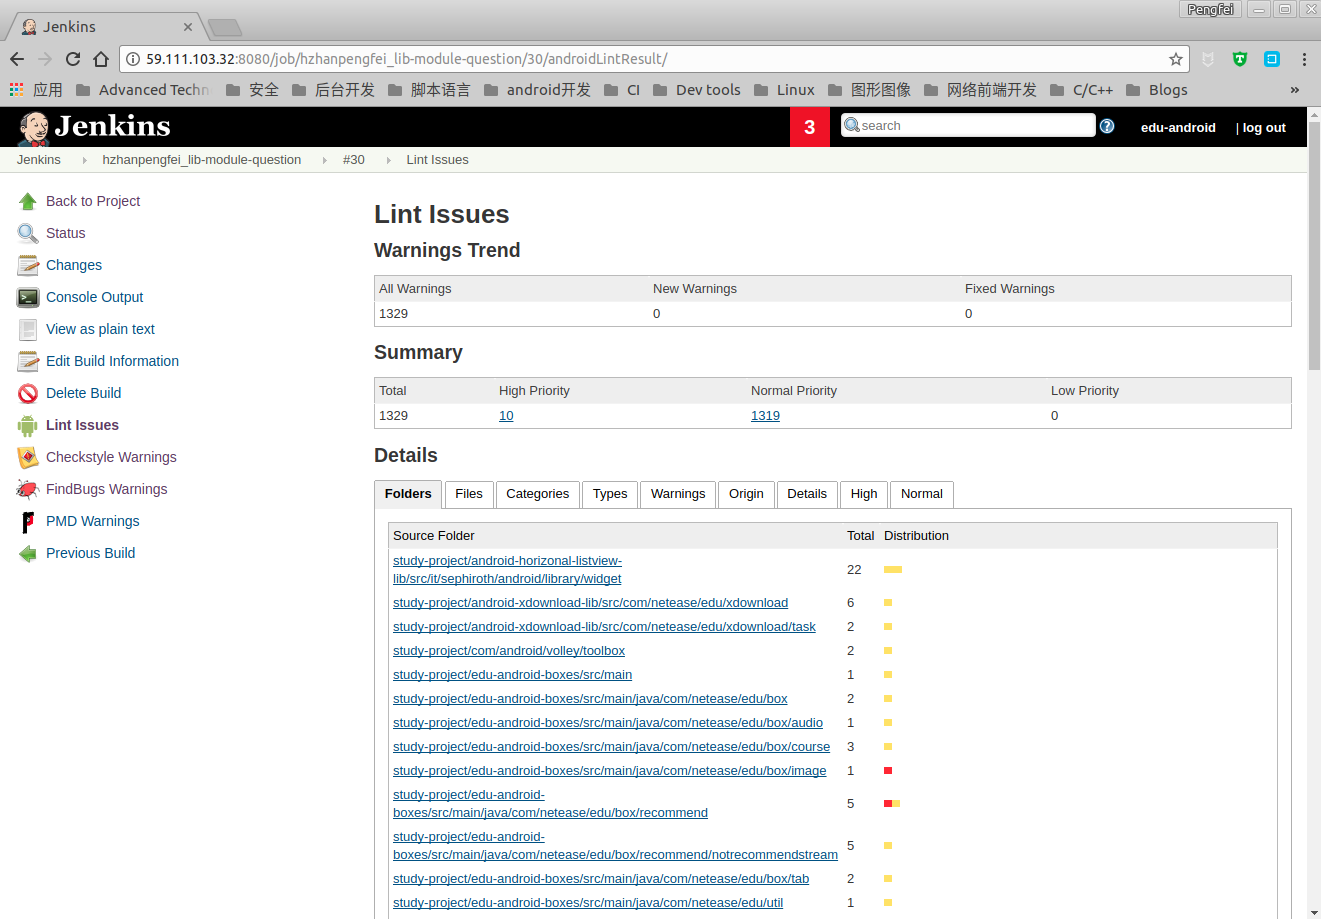 Pengfei
Jenkins
59.111.103.32:8080/job/hzhanpengfei_lib-module-question/30/androidLintResult/
应用 Advanced Techn 安全 后台开发 脚本语言 android开发 CI Dev tools Linux 图形图像 网络前端开发 C/C++ Blogs »
Jenkins 3 search ? edu-android | log out
Jenkins hzhanpengfei_lib-module-question #30 Lint Issues
Back to Project
Status
Changes
Console Output
View as plain text
Edit Build Information
Delete Build
Lint Issues
Checkstyle Warnings
FindBugs Warnings
PMD Warnings
Previous Build
Lint Issues
Warnings Trend
All Warnings New Warnings Fixed Warnings
1329 0 0
Summary
Total High Priority Normal Priority Low Priority
1329 10 1319 0
Details
Folders Files Categories Types Warnings Origin Details High Normal
Source Folder Total Distribution
study-project/android-horizonal-listview-
lib/src/it/sephiroth/android/library/widget 22
study-project/android-xdownload-lib/src/com/netease/edu/xdownload 6
study-project/android-xdownload-lib/src/com/netease/edu/xdownload/task 2
study-project/com/android/volley/toolbox 2
study-project/edu-android-boxes/src/main 1
study-project/edu-android-boxes/src/main/java/com/netease/edu/box 2
study-project/edu-android-boxes/src/main/java/com/netease/edu/box/audio 1
study-project/edu-android-boxes/src/main/java/com/netease/edu/box/course 3
study-project/edu-android-boxes/src/main/java/com/netease/edu/box/image 1
study-project/edu-android-
boxes/src/main/java/com/netease/edu/box/recommend 5
study-project/edu-android-
boxes/src/main/java/com/netease/edu/box/recommend/notrecommendstream 5
study-project/edu-android-boxes/src/main/java/com/netease/edu/box/tab 2
study-project/edu-android-boxes/src/main/java/com/netease/edu/util 1